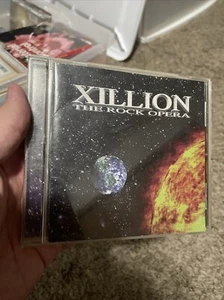 XILLION
THE ROCK OPERA